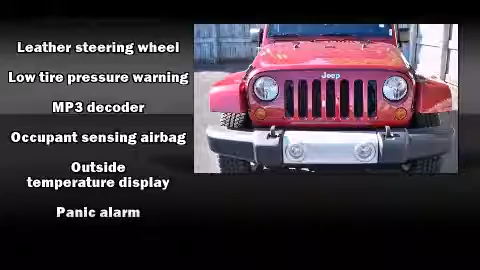 Leather steering wheel
Low tire pressure warning
MP3 decoder
Occupant sensing airbag
Outside
temperature display
Panic alarm
Jeep